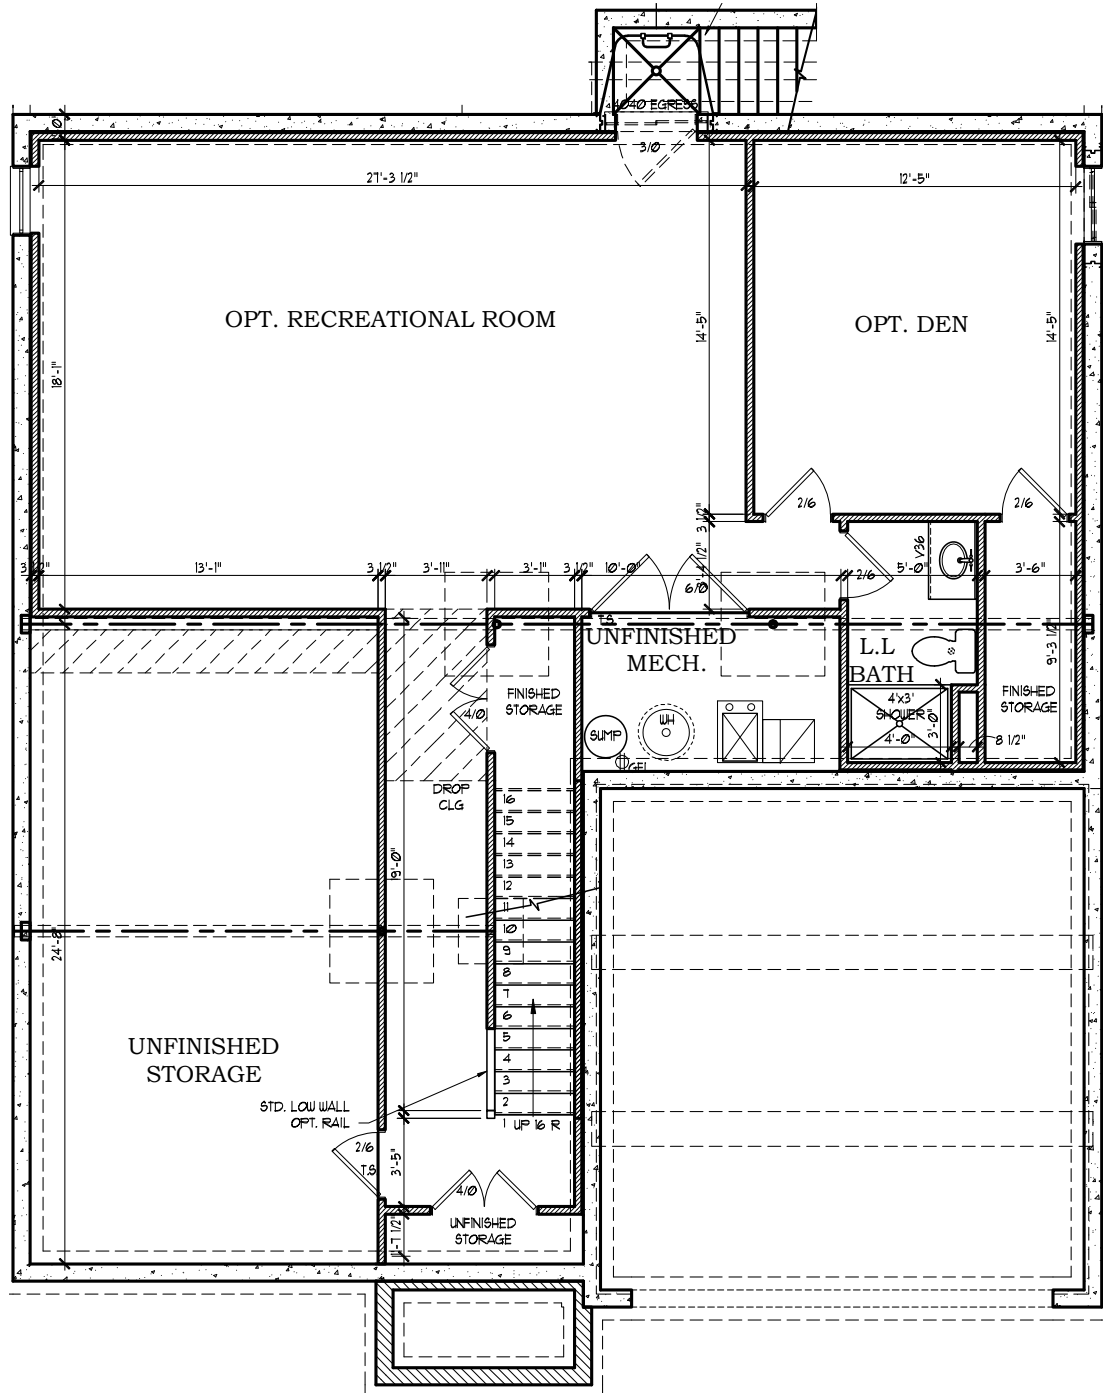 4040 EGRESS
3/0
27'-3 1/2"
12'-5"
OPT. RECREATIONAL ROOM
OPT. DEN
14'-5"
14'-5"
18'-1"
2/6
2/6
3 1/2"
3 1/2"
13'-1"
3 1/2"
3'-11"
3'-1"
3 1/2"
10'-0"
6/0
2/6
V36
5'-0"
3'-6"
T.S.
UNFINISHED
MECH.
L.L
BATH
9'-3 1/2"
FINISHED
STORAGE
4/0
FINISHED
STORAGE
SUMP
WH
4'x3'
SHOWER
4'-0"
3'-0"
8 1/2"
DROP
CLG
16
15
14
13
12
11
10
9
8
7
6
5
4
3
2
1
UP 16 R
24'-8"
UNFINISHED
STORAGE
STD. LOW WALL
OPT. RAIL
2/6
T.S
3'-5"
4/0
UNFINISHED
STORAGE